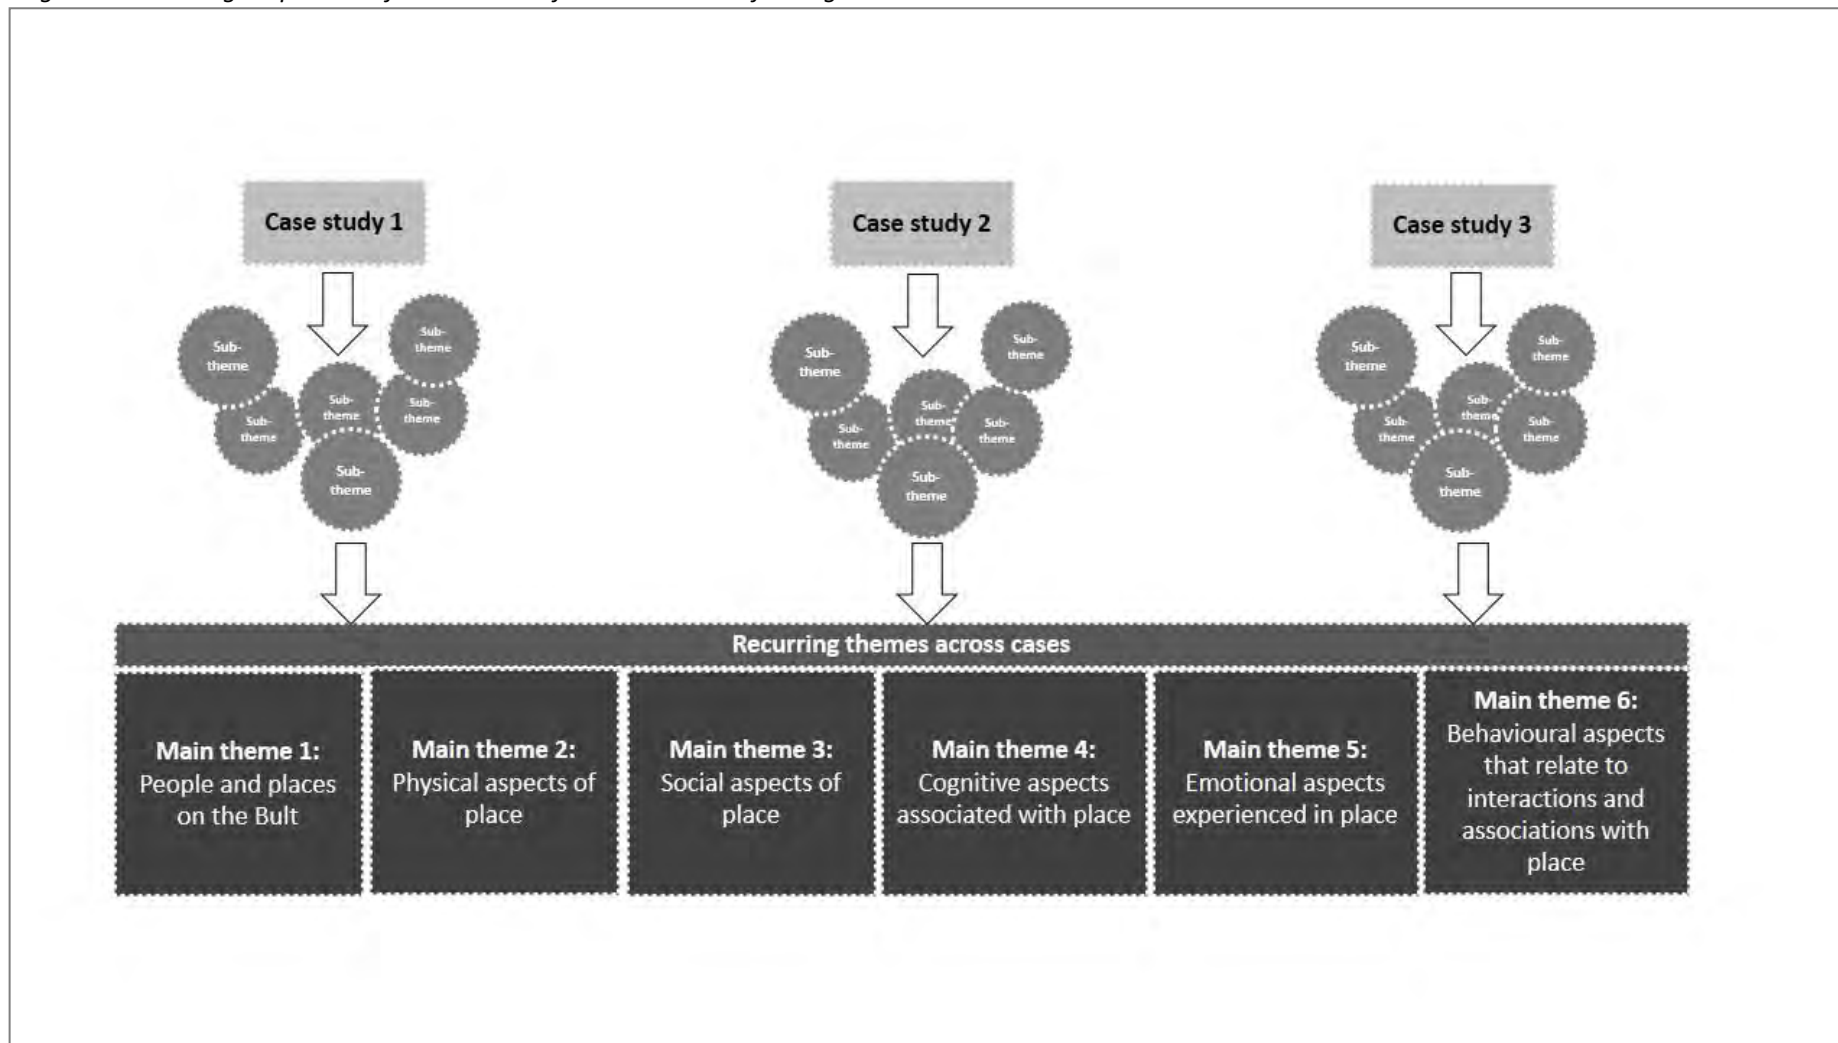 Case study 1
Case study 2
Case study 3
Sub-
theme
Sub-
theme
Sub-
theme
Sub-
theme
Sub-
theme
Sub-
theme
Sub-
theme
Sub-
theme
Sub-
theme
Sub-
theme
Sub-
theme
Sub-
theme
Sub-
theme
Sub-
theme
Sub-
theme
Sub-
theme
Sub-
theme
Sub-
theme
Recurring themes across cases
Main theme 1:
People and places
on the Bult
Main theme 2:
Physical aspects of
place
Main theme 3:
Social aspects of
place
Main theme 4:
Cognitive aspects
associated with place
Main theme 5:
Emotional aspects
experienced in place
Main theme 6:
Behavioural aspects
that relate to
interactions and
associations with
place